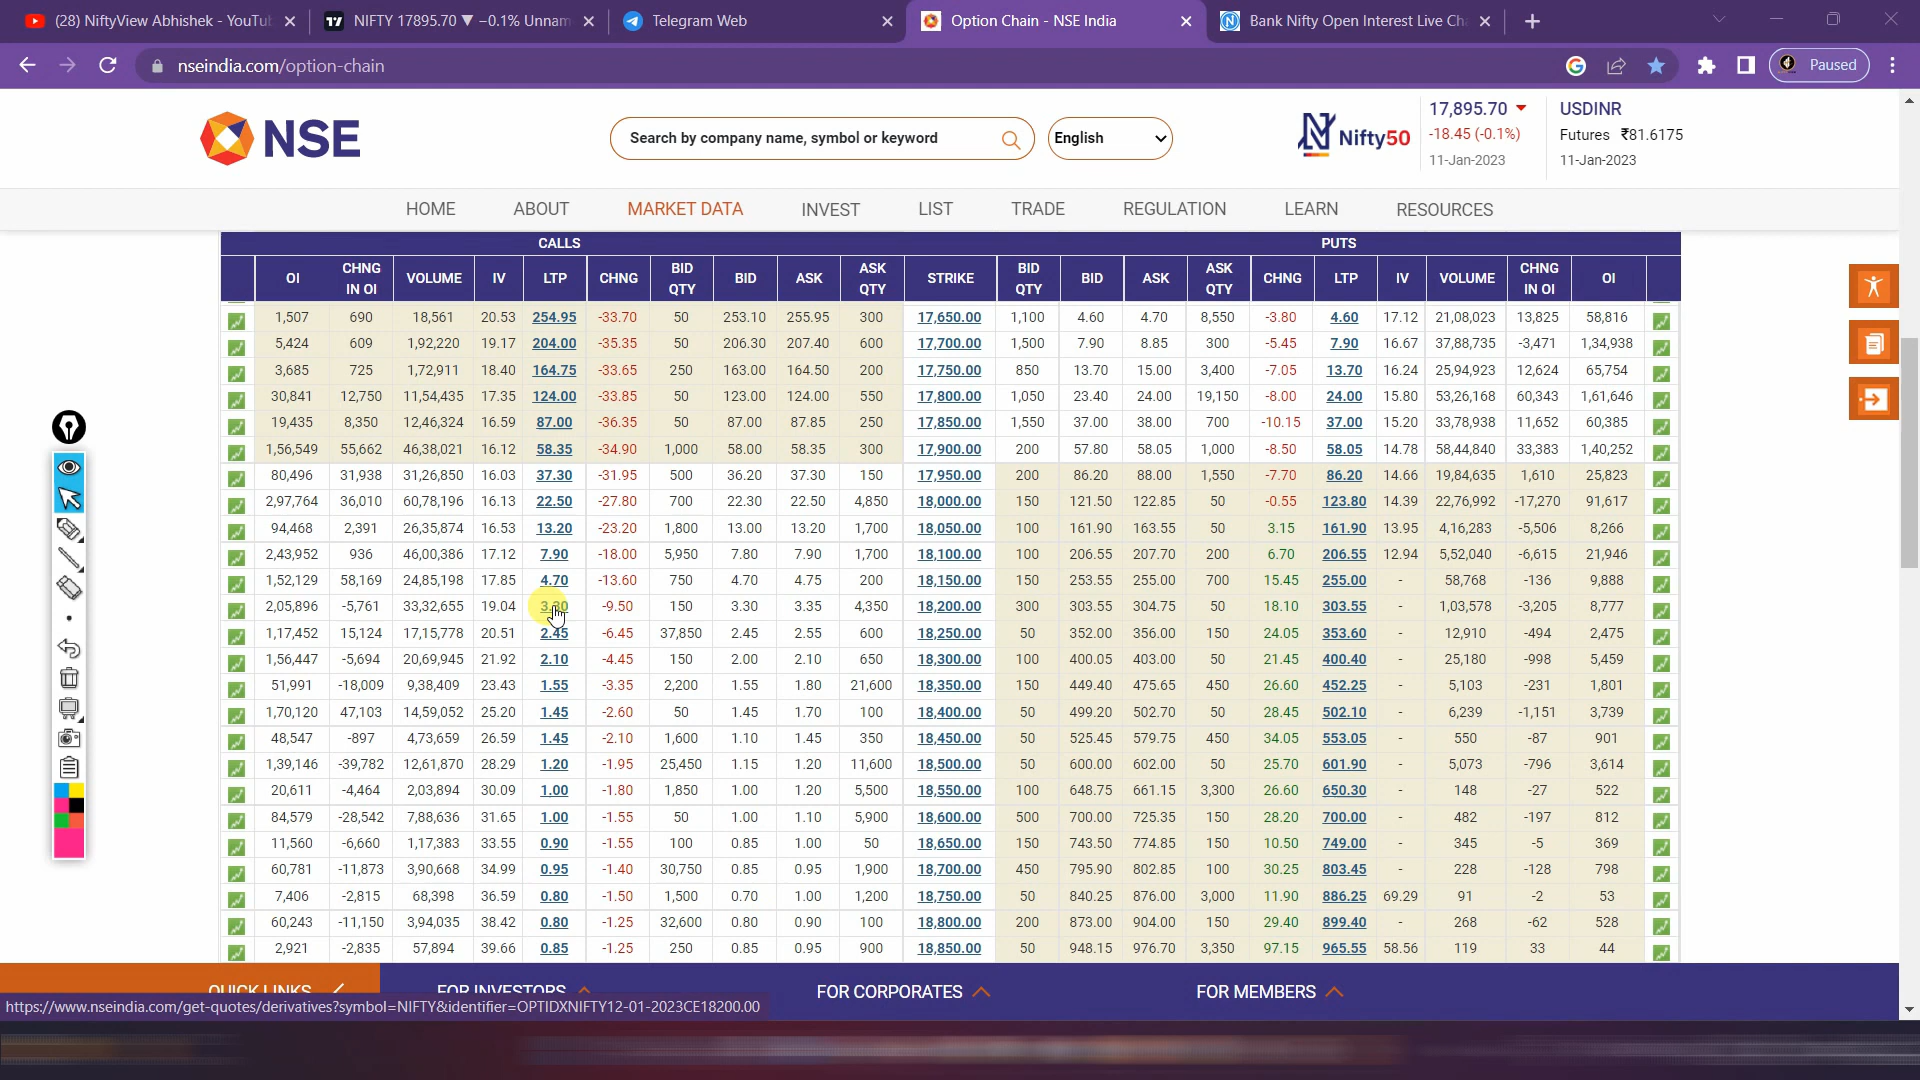 (28) NiftyView Abhishek - YouTu
NIFTY 17895.70 ▼ −0.1% Unnam
Telegram Web
Option Chain - NSE India
Bank Nifty Open Interest Live Ch
nseindia.com/option-chain
Paused
NSE
Search by company name, symbol or keyword
English
Nifty50
17,895.70
-18.45 (-0.1%)
11-Jan-2023
USDINR
Futures ₹81.6175
11-Jan-2023
HOME ABOUT MARKET DATA INVEST LIST TRADE REGULATION LEARN RESOURCES
CALLS PUTS
OI CHNG IN OI VOLUME IV LTP CHNG BID QTY BID ASK ASK QTY STRIKE BID QTY BID ASK ASK QTY CHNG LTP IV VOLUME CHNG IN OI OI
1,507 690 18,561 20.53 254.95 -33.70 50 253.10 255.95 300 17,650.00 1,100 4.60 4.70 8,550 -3.80 4.60 17.12 21,08,023 13,825 58,816
5,424 609 1,92,220 19.17 204.00 -35.35 50 206.30 207.40 600 17,700.00 1,500 7.90 8.85 300 -5.45 7.90 16.67 37,88,735 -3,471 1,34,938
3,685 725 1,72,911 18.40 164.75 -33.65 250 163.00 164.50 200 17,750.00 850 13.70 15.00 3,400 -7.05 13.70 16.24 25,94,923 12,624 65,754
30,841 12,750 11,54,435 17.35 124.00 -33.85 50 123.00 124.00 550 17,800.00 1,050 23.40 24.00 19,150 -8.00 24.00 15.80 53,26,168 60,343 1,61,646
19,435 8,350 12,46,324 16.59 87.00 -36.35 50 87.00 87.85 250 17,850.00 1,550 37.00 38.00 700 -10.15 37.00 15.20 33,78,938 11,652 60,385
1,56,549 55,662 46,38,021 16.12 58.35 -34.90 1,000 58.00 58.35 300 17,900.00 200 57.80 58.05 1,000 -8.50 58.05 14.78 58,44,840 33,383 1,40,252
80,496 31,938 31,26,850 16.03 37.30 -31.95 500 36.20 37.30 150 17,950.00 200 86.20 88.00 1,550 -7.70 86.20 14.66 19,84,635 1,610 25,823
2,97,764 36,010 60,78,196 16.13 22.50 -27.80 700 22.30 22.50 4,850 18,000.00 150 121.50 122.85 50 -0.55 123.80 14.39 22,76,992 -17,270 91,617
94,468 2,391 26,35,874 16.53 13.20 -23.20 1,800 13.00 13.20 1,700 18,050.00 100 161.90 163.55 50 3.15 161.90 13.95 4,16,283 -5,506 8,266
2,43,952 936 46,00,386 17.12 7.90 -18.00 5,950 7.80 7.90 1,700 18,100.00 100 206.55 207.70 200 6.70 206.55 12.94 5,52,040 -6,615 21,946
1,52,129 58,169 24,85,198 17.85 4.70 -13.60 750 4.70 4.75 200 18,150.00 150 253.55 255.00 700 15.45 255.00 - 58,768 -136 9,888
2,05,896 -5,761 33,32,655 19.04 -9.50 150 3.30 3.35 4,350 18,200.00 300 303.55 304.75 50 18.10 303.55 - 1,03,578 -3,205 8,777
1,17,452 15,124 17,15,778 20.51 2.45 -6.45 37,850 2.45 2.55 600 18,250.00 50 352.00 356.00 150 24.05 353.60 - 12,910 -494 2,475
1,56,447 -5,694 20,69,945 21.92 2.10 -4.45 150 2.00 2.10 650 18,300.00 100 400.05 403.00 50 21.45 400.40 - 25,180 -998 5,459
51,991 -18,009 9,38,409 23.43 1.55 -3.35 2,200 1.55 1.80 21,600 18,350.00 150 449.40 475.65 450 26.60 452.25 - 5,103 -231 1,801
1,70,120 47,103 14,59,052 25.20 1.45 -2.60 50 1.45 1.70 100 18,400.00 50 499.20 502.70 50 28.45 502.10 - 6,239 -1,151 3,739
48,547 -897 4,73,659 26.59 1.45 -2.10 1,600 1.10 1.45 350 18,450.00 50 525.45 579.75 450 34.05 553.05 - 550 -87 901
1,39,146 -39,782 12,61,870 28.29 1.20 -1.95 25,450 1.15 1.20 11,600 18,500.00 50 600.00 602.00 50 25.70 601.90 - 5,073 -796 3,614
20,611 -4,464 2,03,894 30.09 1.00 -1.80 1,850 1.00 1.20 5,500 18,550.00 100 648.75 661.15 3,300 26.60 650.30 - 148 -27 522
84,579 -28,542 7,88,636 31.65 1.00 -1.55 50 1.00 1.10 5,900 18,600.00 500 700.00 725.35 150 28.20 700.00 - 482 -197 812
11,560 -6,660 1,17,383 33.55 0.90 -1.55 100 0.85 1.00 50 18,650.00 150 743.50 774.85 150 10.50 749.00 - 345 -5 369
60,781 -11,873 3,90,668 34.99 0.95 -1.40 30,750 0.85 0.95 1,900 18,700.00 450 795.90 802.85 100 30.25 803.45 - 228 -128 798
7,406 -2,815 68,398 36.59 0.80 -1.50 1,500 0.70 1.00 1,200 18,750.00 50 840.25 876.00 3,000 11.90 886.25 69.29 91 -2 53
60,243 -11,150 3,94,035 38.42 0.80 -1.25 32,600 0.80 0.90 100 18,800.00 200 873.00 904.00 150 29.40 899.40 - 268 -62 528
2,921 -2,835 57,894 39.66 0.85 -1.25 250 0.85 0.95 900 18,850.00 50 948.15 976.70 3,350 97.15 965.55 58.56 119 33 44
QUICK LINKS FOR INVESTORS FOR CORPORATES FOR MEMBERS
https://www.nseindia.com/get-quotes/derivatives?symbol=NIFTY&identifier=OPTIDXNIFTY12-01-2023CE18200.00